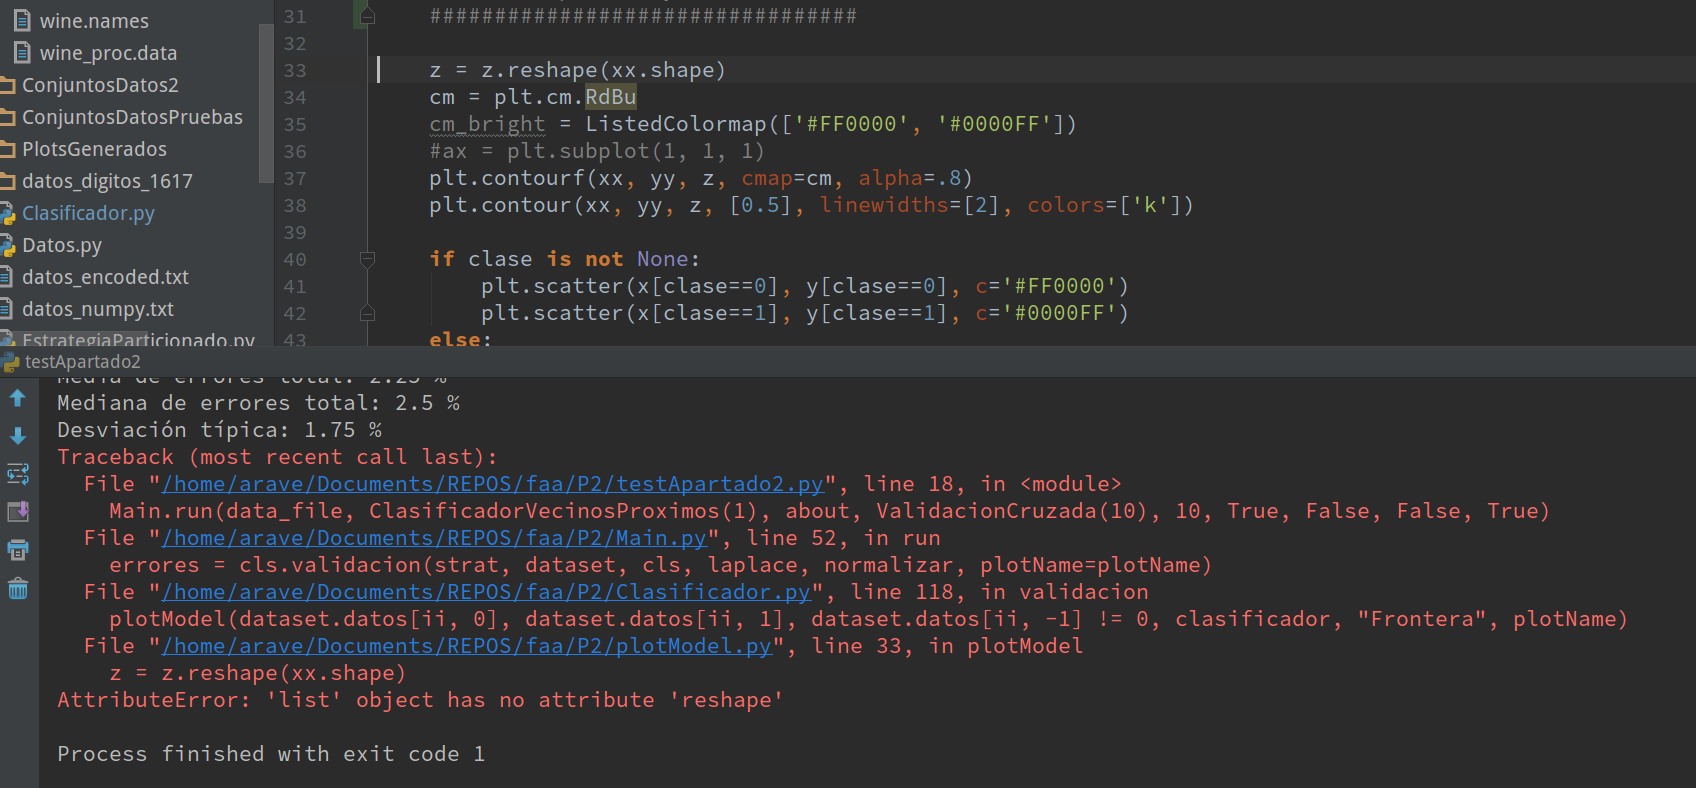 wine.names
wine_proc.data
ConjuntosDatos2
ConjuntosDatosPruebas
PlotsGenerados
datos_digitos_1617
Clasificador.py
Datos.py
datos_encoded.txt
datos_numpy.txt
EstrategiaParticionado.py
31 #################################
32
33 z = z.reshape(xx.shape)
34 cm = plt.cm.RdBu
35 cm_bright = ListedColormap(['#FF0000', '#0000FF'])
36 #ax = plt.subplot(1, 1, 1)
37 plt.contourf(xx, yy, z, cmap=cm, alpha=.8)
38 plt.contour(xx, yy, z, [0.5], linewidths=[2], colors=['k'])
39
40 if clase is not None:
41 plt.scatter(x[clase==0], y[clase==0], c='#FF0000')
42 plt.scatter(x[clase==1], y[clase==1], c='#0000FF')
43 else:
testApartado2
Media de errores total: 2.25 %
Mediana de errores total: 2.5 %
Desviación típica: 1.75 %
Traceback (most recent call last):
File "/home/arave/Documents/REPOS/faa/P2/testApartado2.py", line 18, in <module>
Main.run(data_file, ClasificadorVecinosProximos(1), about, ValidacionCruzada(10), 10, True, False, False, True)
File "/home/arave/Documents/REPOS/faa/P2/Main.py", line 52, in run
errores = cls.validacion(strat, dataset, cls, laplace, normalizar, plotName=plotName)
File "/home/arave/Documents/REPOS/faa/P2/Clasificador.py", line 118, in validacion
plotModel(dataset.datos[ii, 0], dataset.datos[ii, 1], dataset.datos[ii, -1] != 0, clasificador, "Frontera", plotName)
File "/home/arave/Documents/REPOS/faa/P2/plotModel.py", line 33, in plotModel
z = z.reshape(xx.shape)
AttributeError: 'list' object has no attribute 'reshape'
Process finished with exit code 1